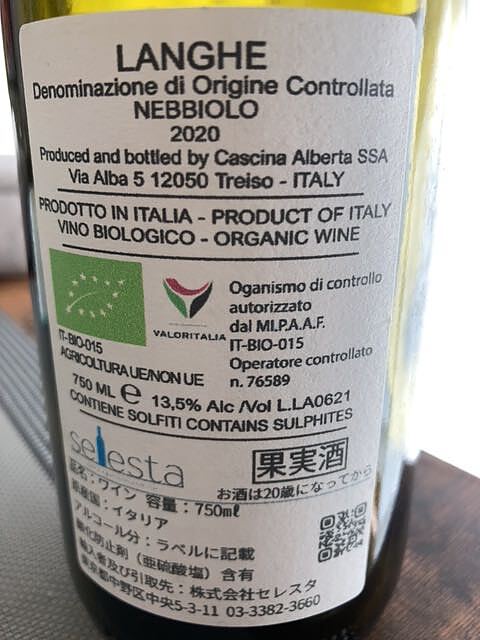 LANGHE
Denominazione di Origine Controllata
NEBBIOLO
2020
Produced and bottled by Cascina Alberta SSA
Via Alba 5 12050 Treiso - ITALY
PRODOTTO IN ITALIA - PRODUCT OF ITALY
VINO BIOLOGICO - ORGANIC WINE
VALORITALIA
Oganismo di controllo
autorizzato
dal MI.P.A.A.F.
IT-BIO-015
Operatore controllato
n. 76589
IT-BIO-015
AGRICOLTURA UE/NON UE
750 ML e 13,5% Alc /Vol L.LA0621
CONTIENE SOLFITI CONTAINS SULPHITES
selesta
果実酒
お酒は20歳になってから
品名：ワイン 容量：750mℓ
原産国：イタリア
アルコール分：ラベルに記載
酸化防止剤（亜硫酸塩）含有
輸入者及び引取先：株式会社セレスタ
東京都中野区中央5-3-11 03-3382-3660